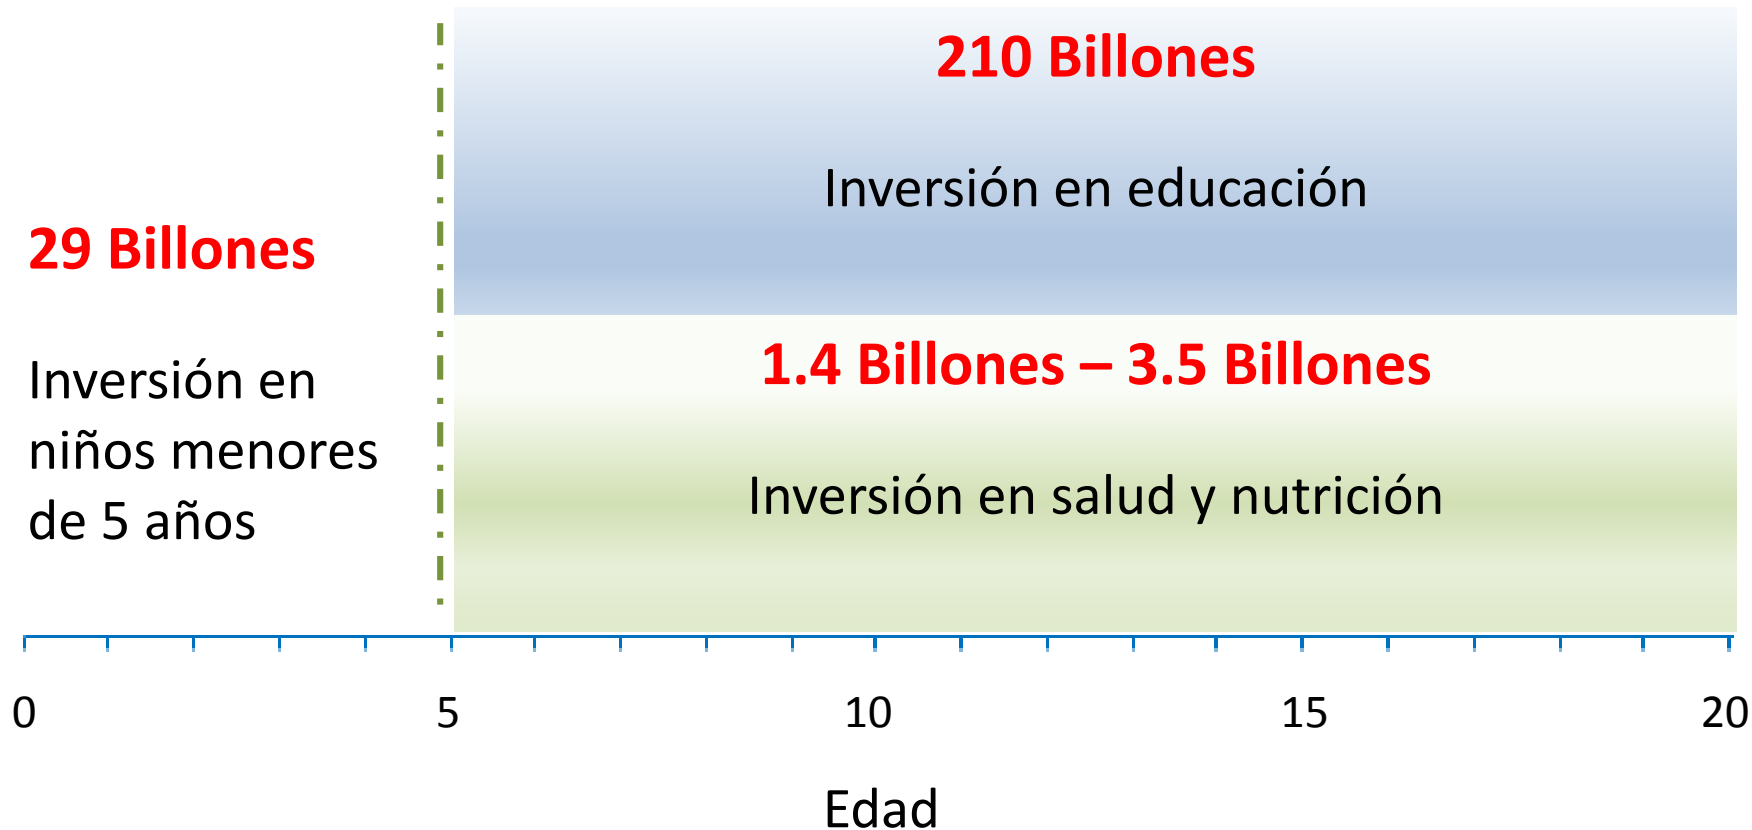 29 Billones
Inversión en
niños menores
de 5 años
210 Billones
Inversión en educación
1.4 Billones – 3.5 Billones
Inversión en salud y nutrición
0 5 10 15 20
Edad